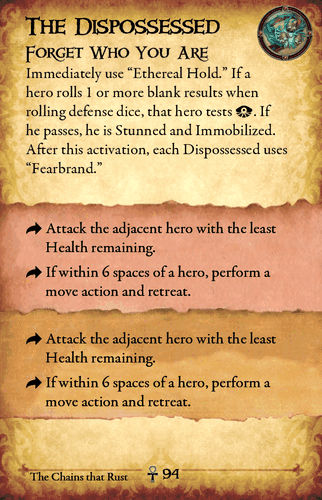 The Dispossessed
Forget Who You Are
Immediately use “Ethereal Hold.” If a
hero rolls 1 or more blank results when
rolling defense dice, that hero tests . If
he passes, he is Stunned and Immobilized.
After this activation, each Dispossessed uses
“Fearbrand.”
Attack the adjacent hero with the least
Health remaining.
If within 6 spaces of a hero, perform a
move action and retreat.
Attack the adjacent hero with the least
Health remaining.
If within 6 spaces of a hero, perform a
move action and retreat.
The Chains that Rust 94